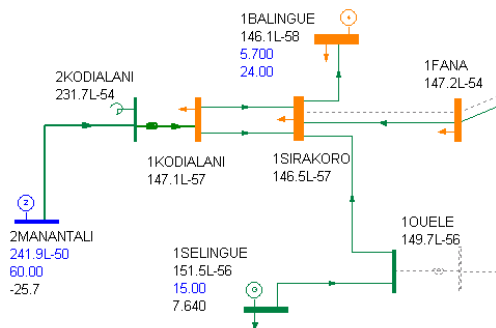 1BALINGUE
146.1L-58
5.700
24.00
2KODIALANI
231.7L-54
1FANA
147.2L-54
1KODIALANI
147.1L-57
1SIRAKORO
146.5L-57
2
2MANANTALI
241.9L-50
60.00
-25.7
1SELINGUE
151.5L-56
15.00
7.640
1OUELE
149.7L-56